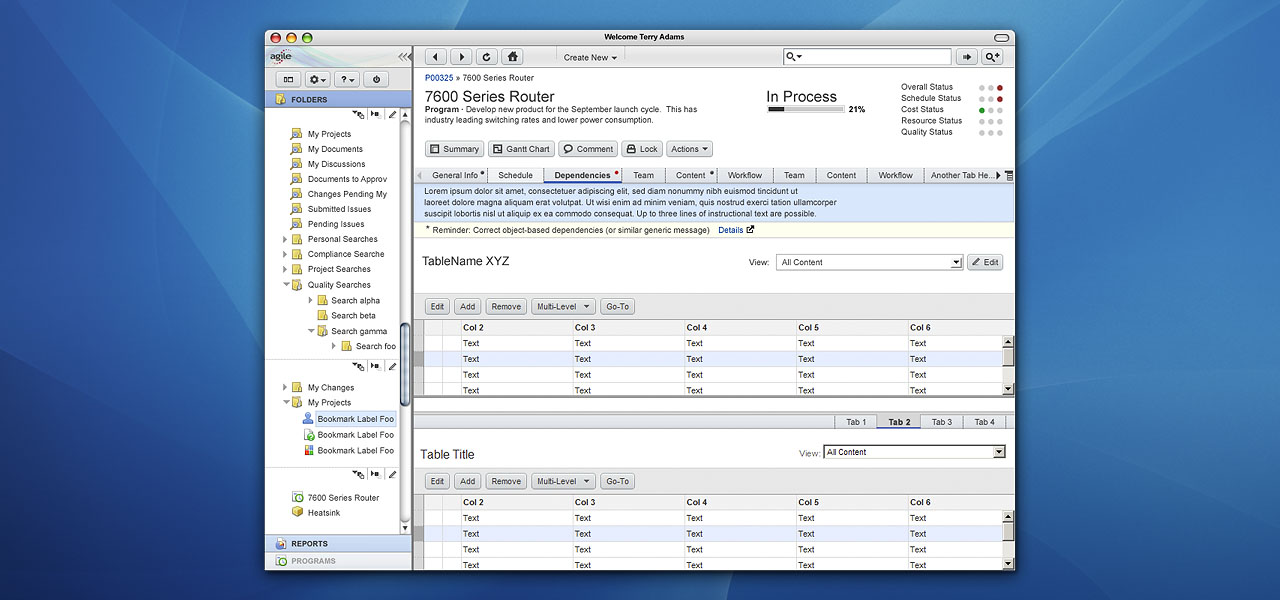 Welcome Terry Adams
agile
Create New
?
FOLDERS
My Projects
My Documents
My Discussions
Documents to Approv
Changes Pending My
Submitted Issues
Pending Issues
Personal Searches
Compliance Searche
Project Searches
Quality Searches
Search alpha
Search beta
Search gamma
Search foo
My Changes
My Projects
Bookmark Label Foo
Bookmark Label Foo
Bookmark Label Foo
7600 Series Router
Heatsink
REPORTS
PROGRAMS
P00325 » 7600 Series Router
7600 Series Router
Program - Develop new product for the September launch cycle. This has
industry leading switching rates and lower power consumption.
In Process
21%
Overall Status
Schedule Status
Cost Status
Resource Status
Quality Status
Summary Gantt Chart Comment Lock Actions
General Info * Schedule Dependencies * Team Content * Workflow Team Content Workflow Another Tab He...
Lorem ipsum dolor sit amet, consectetuer adipiscing elit, sed diam nonummy nibh euismod tincidunt ut
laoreet dolore magna aliquam erat volutpat. Ut wisi enim ad minim veniam, quis nostrud exerci tation ullamcorper
suscipit lobortis nisl ut aliquip ex ea commodo consequat. Up to three lines of instructional text are possible.
* Reminder: Correct object-based dependencies (or similar generic message) Details
TableName XYZ
View: All Content Edit
Edit Add Remove Multi-Level Go-To
Col 2 Col 3 Col 4 Col 5 Col 6
Text Text Text Text Text
Text Text Text Text Text
Text Text Text Text Text
Text Text Text Text Text
Tab 1 Tab 2 Tab 3 Tab 4
Table Title
View: All Content
Edit Add Remove Multi-Level Go-To
Col 2 Col 3 Col 4 Col 5 Col 6
Text Text Text Text Text
Text Text Text Text Text
Text Text Text Text Text
Text Text Text Text Text